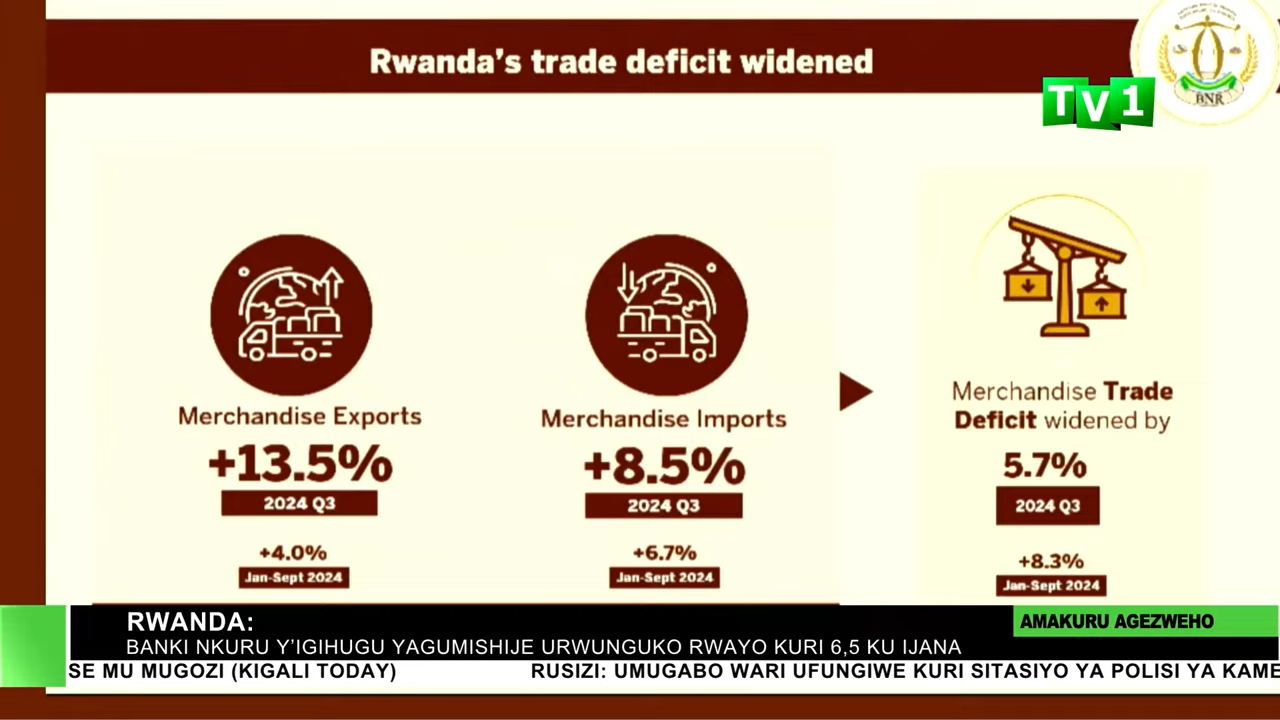 Rwanda's trade deficit widened
BNR
TV1
Merchandise Exports
+13.5%
2024 Q3
+4.0%
Jan-Sept 2024
Merchandise Imports
+8.5%
2024 Q3
+6.7%
Jan-Sept 2024
Merchandise Trade
Deficit widened by
5.7%
2024 Q3
+8.3%
Jan-Sept 2024
RWANDA:
BANKI NKURU Y’IGIHUGU YAGUMISHIJE URWUNGUKO RWAYO KURI 6,5 KU IJANA
AMAKURU AGEZWEHO
SE MU MUGOZI (KIGALI TODAY) RUSIZI: UMUGABO WARI UFUNGIWE KURI SITASIYO YA POLISI YA KAME